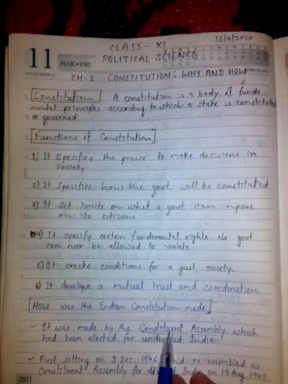 CLASS - XI
11 MAR • FRI POLITICAL SCIENCE
CH-1 CONSTITUTION: WHY AND HOW
Constitution A constitution is a body of funda
mental principles according to which a state is constituted
or governed
Functions of Constitution
1) It specifies the power to make decisions in
society
2) It specifies how the govt. will be constituted
3) It set limits on what a govt can impose
on its citizens
4) It specify certain fundamental rights. No govt
can ever be allowed to violate
5) It create conditions for a just society.
6) It develops a mutual trust and coordination
How was the Indian Constitution made
- It was made by the Constituent Assembly which
had been elected for undivided India
- First sitting on 9 Dec. 1946 and re assembled as
Constituent Assembly for divided India on 14 Aug. 1947
2011